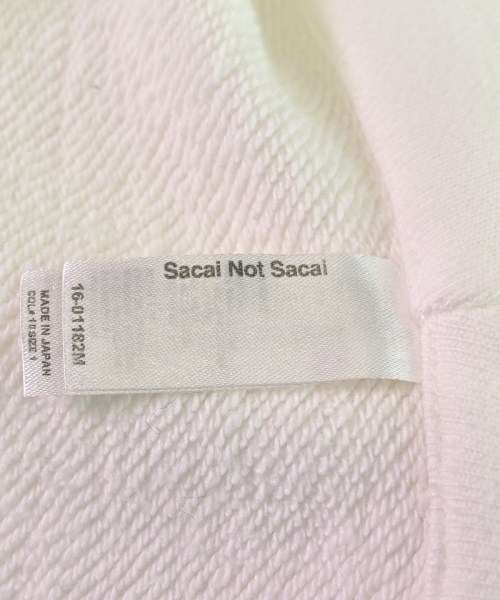 Sacai Not Sacai
16-01182M
MADE IN JAPAN
COL# 1 SIZE 1